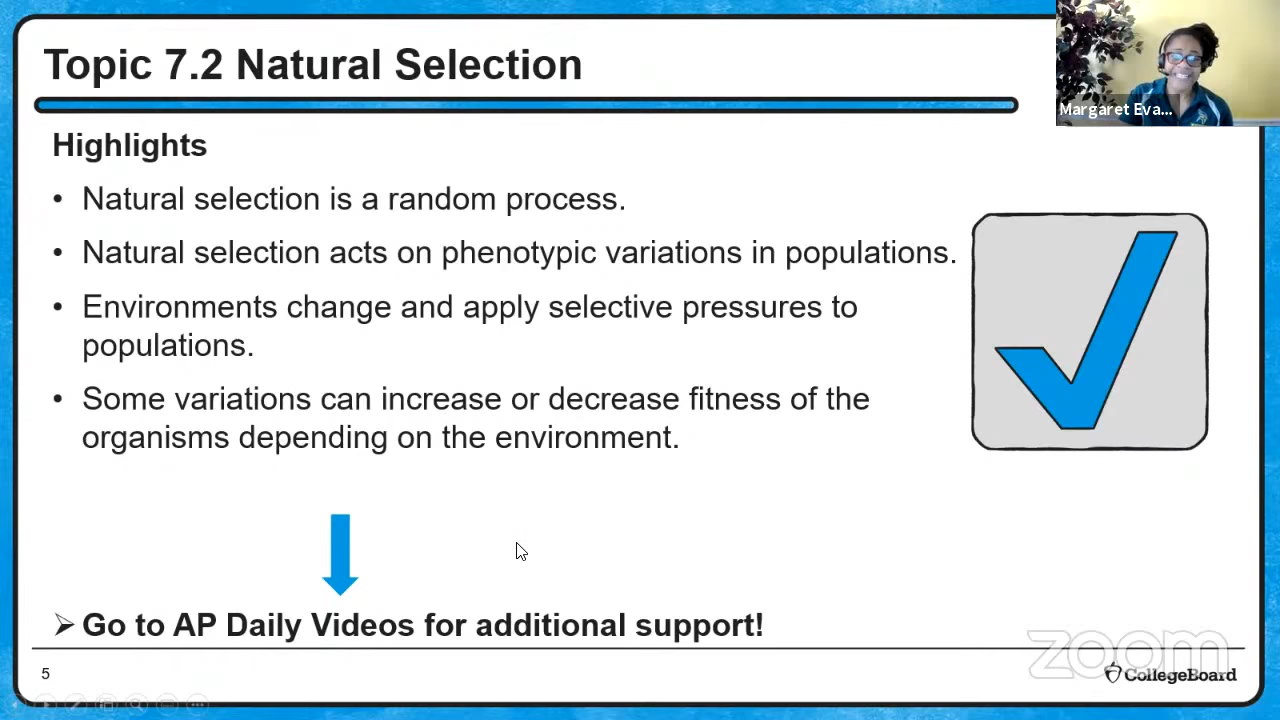 Topic 7.2 Natural Selection
Margaret Eva...
Highlights
• Natural selection is a random process.
• Natural selection acts on phenotypic variations in populations.
• Environments change and apply selective pressures to
populations.
• Some variations can increase or decrease fitness of the
organisms depending on the environment.
➢ Go to AP Daily Videos for additional support!
zoom
5
CollegeBoard